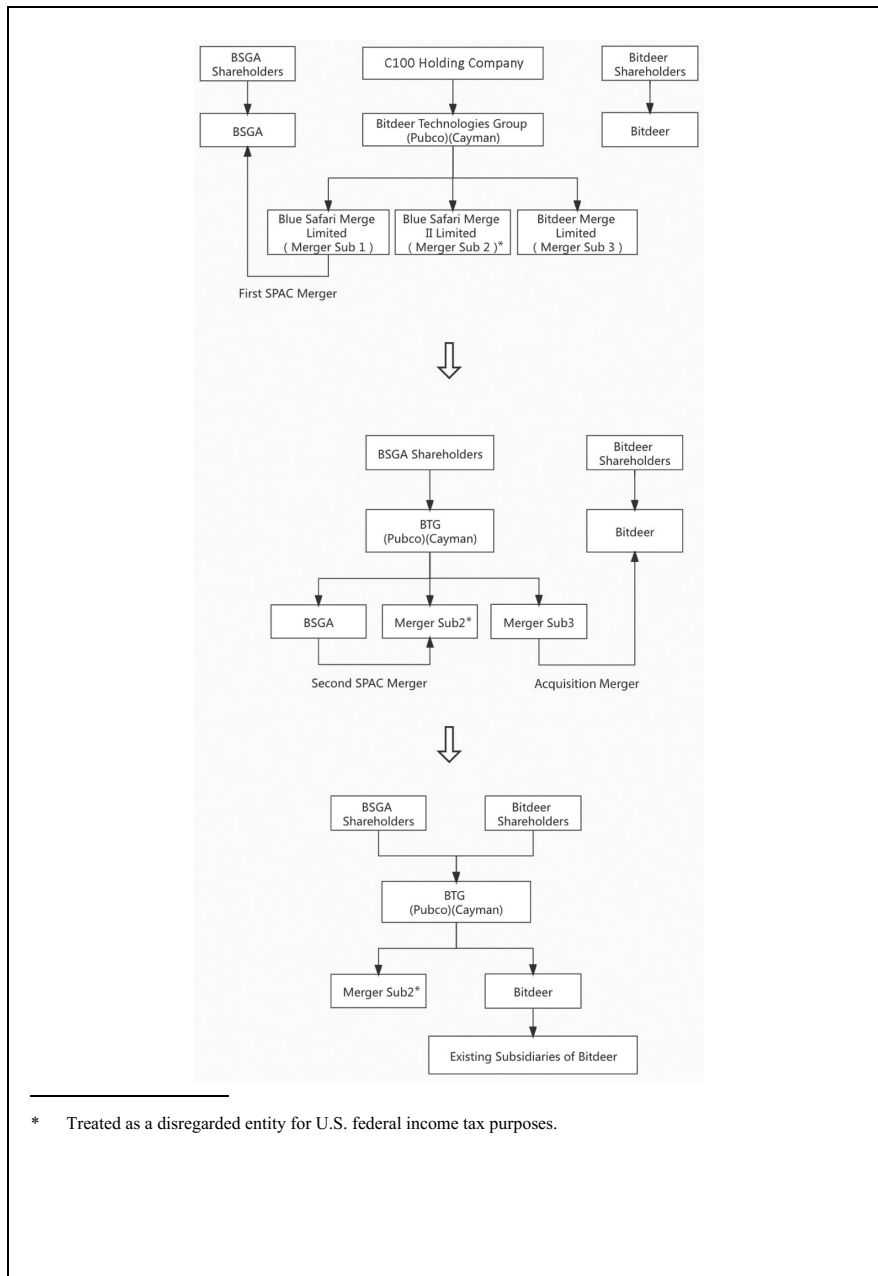 BSGA
Shareholders
C100 Holding Company
Bitdeer
Shareholders
BSGA
Bitdeer Technologies Group
(Pubco)(Cayman)
Bitdeer
Blue Safari Merge
Limited
( Merger Sub 1 )
Blue Safari Merge
II Limited
( Merger Sub 2 )*
Bitdeer Merge
Limited
( Merger Sub 3 )
First SPAC Merger
BSGA Shareholders
Bitdeer
Shareholders
BTG
(Pubco)(Cayman)
Bitdeer
BSGA
Merger Sub2*
Merger Sub3
Second SPAC Merger
Acquisition Merger
BSGA
Shareholders
Bitdeer
Shareholders
BTG
(Pubco)(Cayman)
Merger Sub2*
Bitdeer
Existing Subsidiaries of Bitdeer
* Treated as a disregarded entity for U.S. federal income tax purposes.